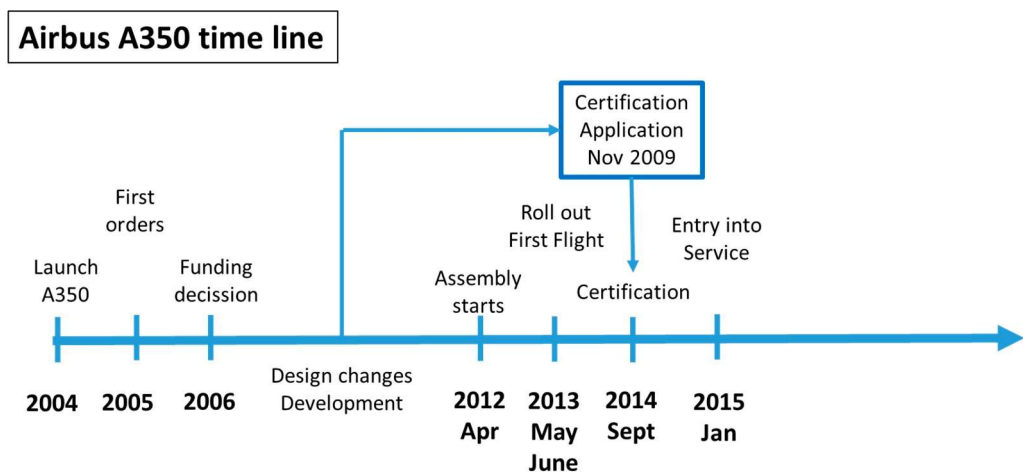 Airbus A350 time line
Certification
Application
Nov 2009
First
orders
Roll out
First Flight
Entry into
Service
Launch
A350
Funding
decission
Assembly
starts
Certification
Design changes
Development
2004
2005
2006
2012
Apr
2013
May
June
2014
Sept
2015
Jan